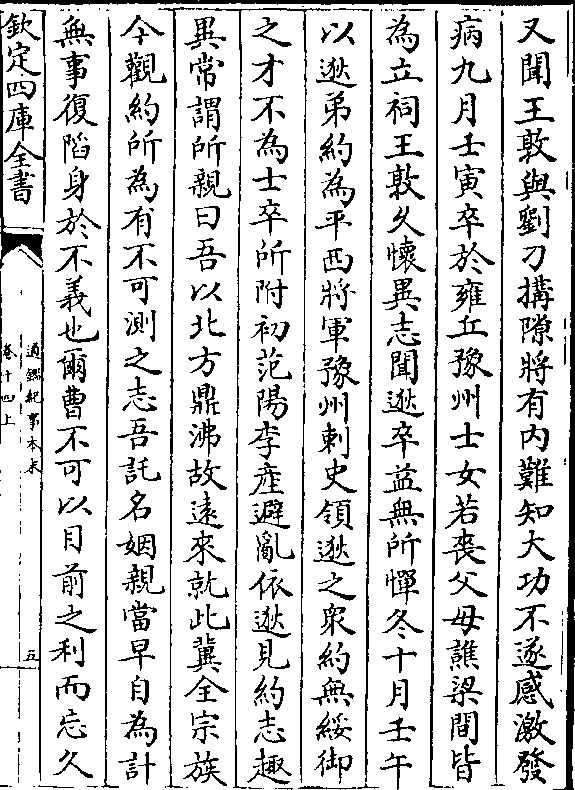 又聞王敦與劉刁搆隙將有内難知大功不遂感激發
病九月壬寅卒於雍丘豫州士女若喪父母譙梁間皆
為立祠王敦乆懷異志聞逖卒益無所憚冬十月壬午
以逖弟約為平西將軍豫州刺史領逖之衆約無綏御
之才不為士卒所附初范陽李産避亂依逖見約志趣
異常謂所親曰吾以北方鼎沸故逺來就此冀全宗族
今觀約所為有不可測之志吾託名姻親當早自為計
無事復陷身於不義也爾曹不可以目前之利而忘久
欽定四庫全書
通鑑紀事本末
卷十四上
五